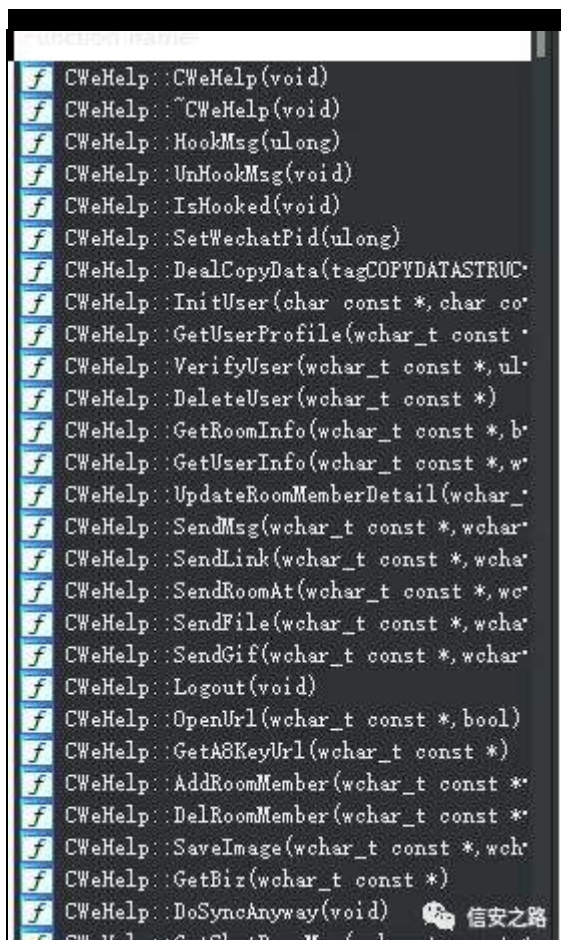 Function name
f CWeHelp::CWeHelp(void)
f CWeHelp::~CWeHelp(void)
f CWeHelp::HookMsg(ulong)
f CWeHelp::UnHookMsg(void)
f CWeHelp::IsHooked(void)
f CWeHelp::SetWechatPid(ulong)
f CWeHelp::DealCopyData(tagCOPYDATASTRUC
f CWeHelp::InitUser(char const *,char co
f CWeHelp::GetUserProfile(wchar_t const
f CWeHelp::VerifyUser(wchar_t const *,ul
f CWeHelp::DeleteUser(wchar_t const *)
f CWeHelp::GetRoomInfo(wchar_t const *,b
f CWeHelp::GetUserInfo(wchar_t const *,w
f CWeHelp::UpdateRoomMemberDetail(wchar_
f CWeHelp::SendMsg(wchar_t const *,wchar
f CWeHelp::SendLink(wchar_t const *,wcha
f CWeHelp::SendRoomAt(wchar_t const *,wc
f CWeHelp::SendFile(wchar_t const *,wcha
f CWeHelp::SendGif(wchar_t const *,wchar
f CWeHelp::Logout(void)
f CWeHelp::OpenUrl(wchar_t const *,bool)
f CWeHelp::GetA8KeyUrl(wchar_t const *)
f CWeHelp::AddRoomMember(wchar_t const *
f CWeHelp::DelRoomMember(wchar_t const *
f CWeHelp::SaveImage(wchar_t const *,wch
f CWeHelp::GetBiz(wchar_t const *)
f CWeHelp::DoSyncAnyway(void)
信安之路